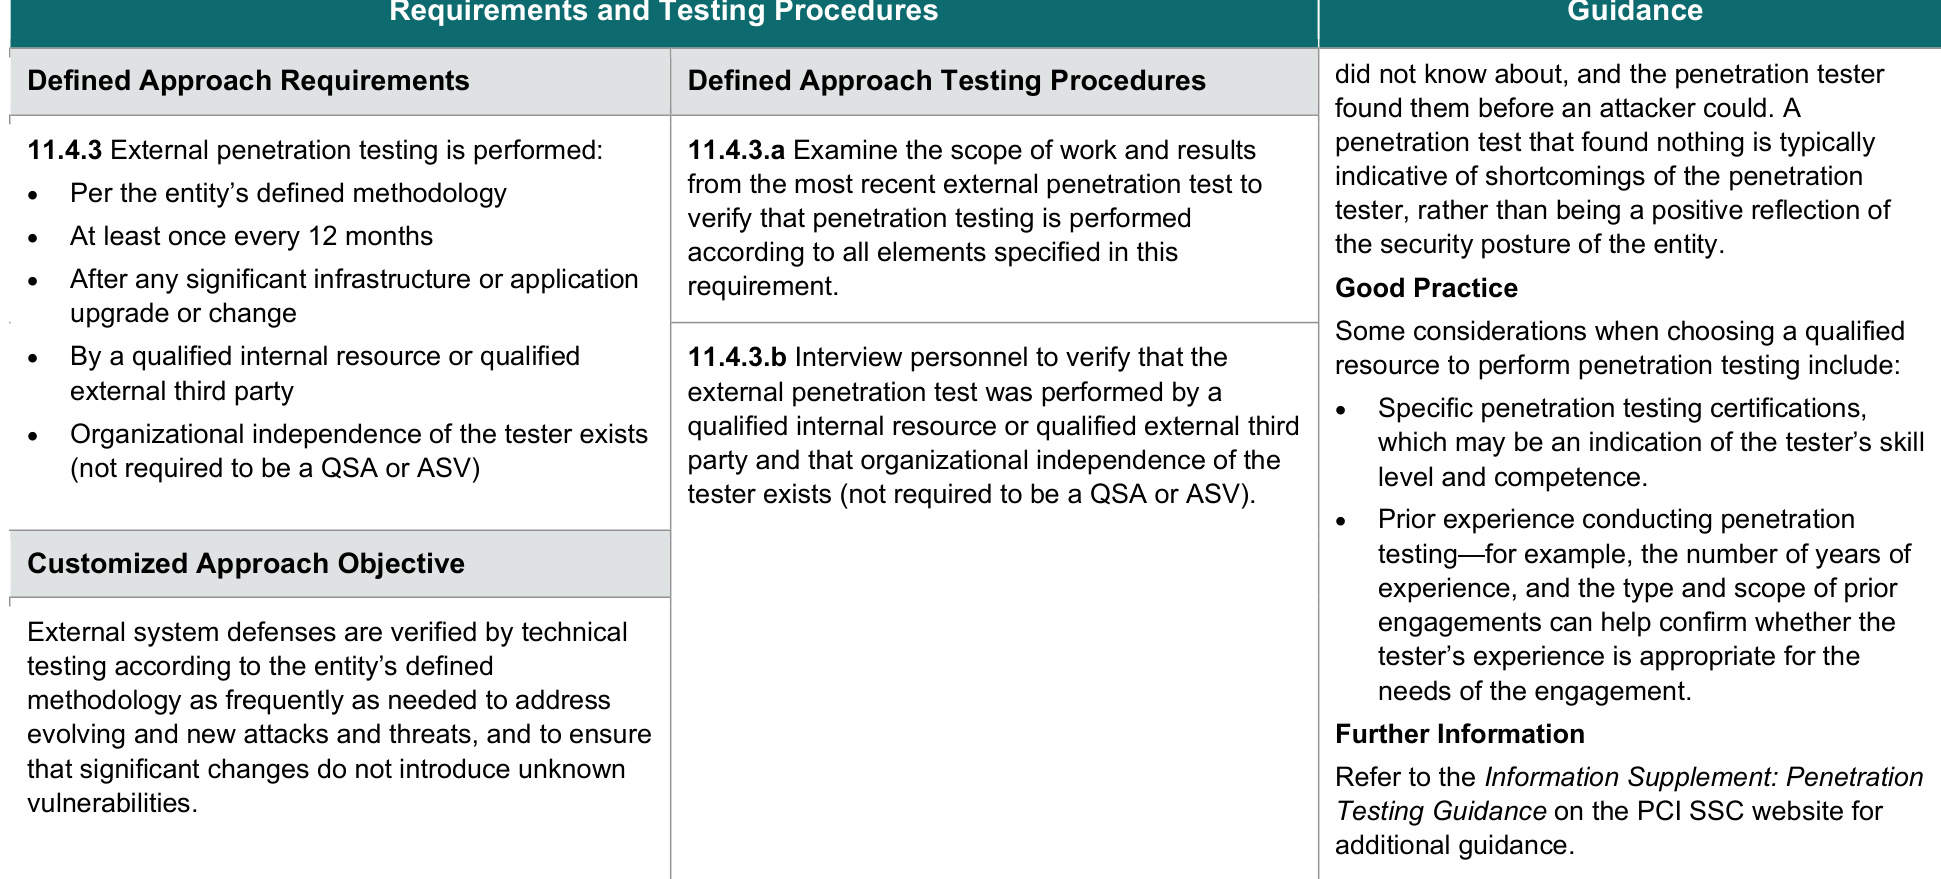 Requirements and Testing Procedures
Guidance
Defined Approach Requirements
11.4.3 External penetration testing is performed:
• Per the entity’s defined methodology
• At least once every 12 months
• After any significant infrastructure or application
upgrade or change
• By a qualified internal resource or qualified
external third party
• Organizational independence of the tester exists
(not required to be a QSA or ASV)
Customized Approach Objective
External system defenses are verified by technical
testing according to the entity’s defined
methodology as frequently as needed to address
evolving and new attacks and threats, and to ensure
that significant changes do not introduce unknown
vulnerabilities.
Defined Approach Testing Procedures
11.4.3.a Examine the scope of work and results
from the most recent external penetration test to
verify that penetration testing is performed
according to all elements specified in this
requirement.
11.4.3.b Interview personnel to verify that the
external penetration test was performed by a
qualified internal resource or qualified external third
party and that organizational independence of the
tester exists (not required to be a QSA or ASV).
did not know about, and the penetration tester
found them before an attacker could. A
penetration test that found nothing is typically
indicative of shortcomings of the penetration
tester, rather than being a positive reflection of
the security posture of the entity.
Good Practice
Some considerations when choosing a qualified
resource to perform penetration testing include:
• Specific penetration testing certifications,
which may be an indication of the tester’s skill
level and competence.
• Prior experience conducting penetration
testing—for example, the number of years of
experience, and the type and scope of prior
engagements can help confirm whether the
tester’s experience is appropriate for the
needs of the engagement.
Further Information
Refer to the Information Supplement: Penetration
Testing Guidance on the PCI SSC website for
additional guidance.